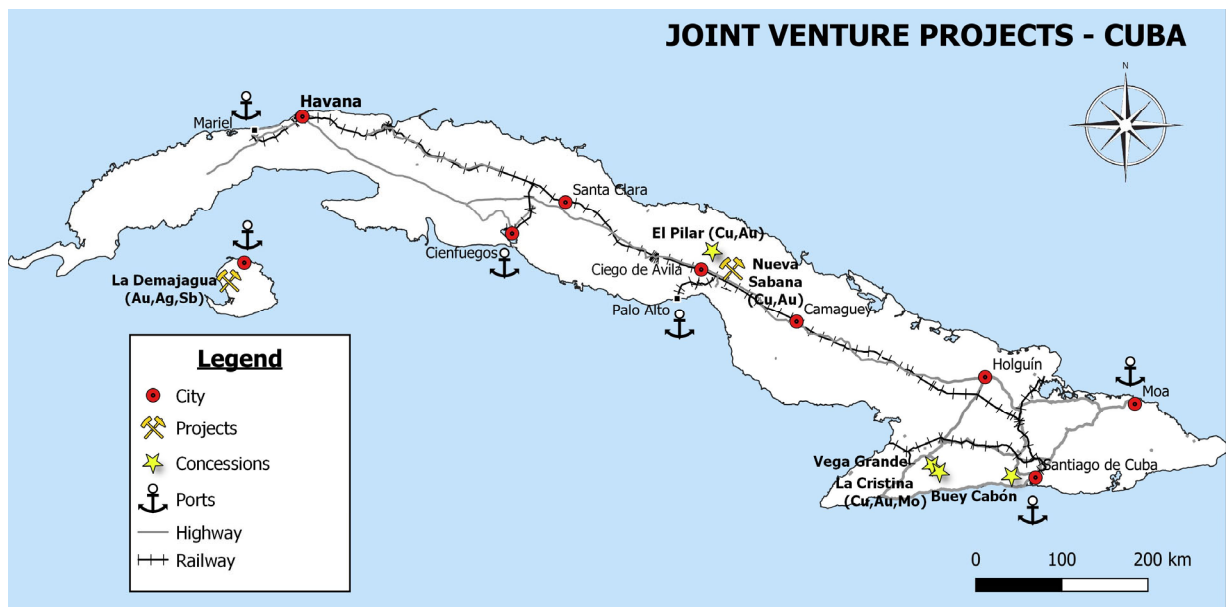 JOINT VENTURE PROJECTS - CUBA
N
Havana
Mariel
Santa Clara
El Pilar (Cu,Au)
Cienfuegos
Ciego de Ávila
Nueva
Sabana
(Cu,Au)
La Demajagua
(Au,Ag,Sb)
Palo Alto
Camaguey
Holguín
Moa
Vega Grande
La Cristina
(Cu,Au,Mo)
Buey Cabón
Santiago de Cuba
Legend
City
Projects
Concessions
Ports
Highway
Railway
0 100 200 km